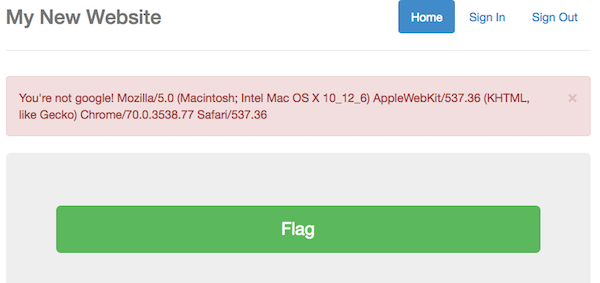 My New Website
Home Sign In Sign Out
You're not google! Mozilla/5.0 (Macintosh; Intel Mac OS X 10_12_6) AppleWebKit/537.36 (KHTML,
like Gecko) Chrome/70.0.3538.77 Safari/537.36
×
Flag